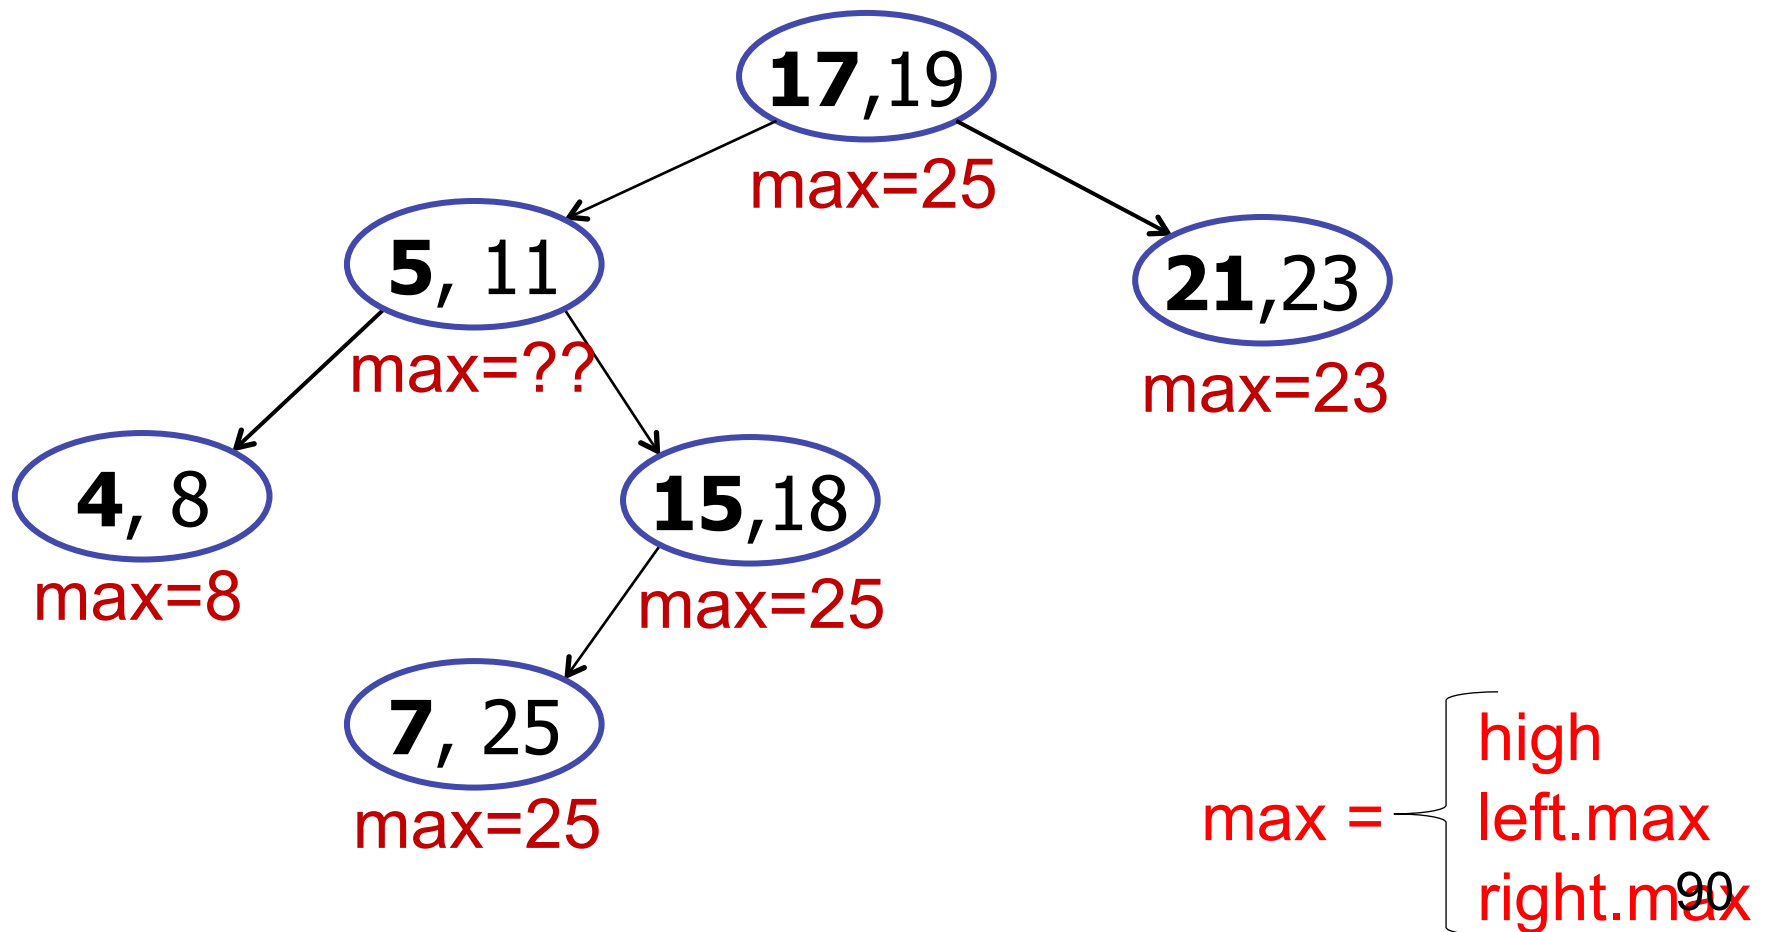 17,19
max=25
5, 11
max=??
21,23
max=23
4, 8
max=8
15,18
max=25
7, 25
max=25
max =
high
left.max
right.max
90